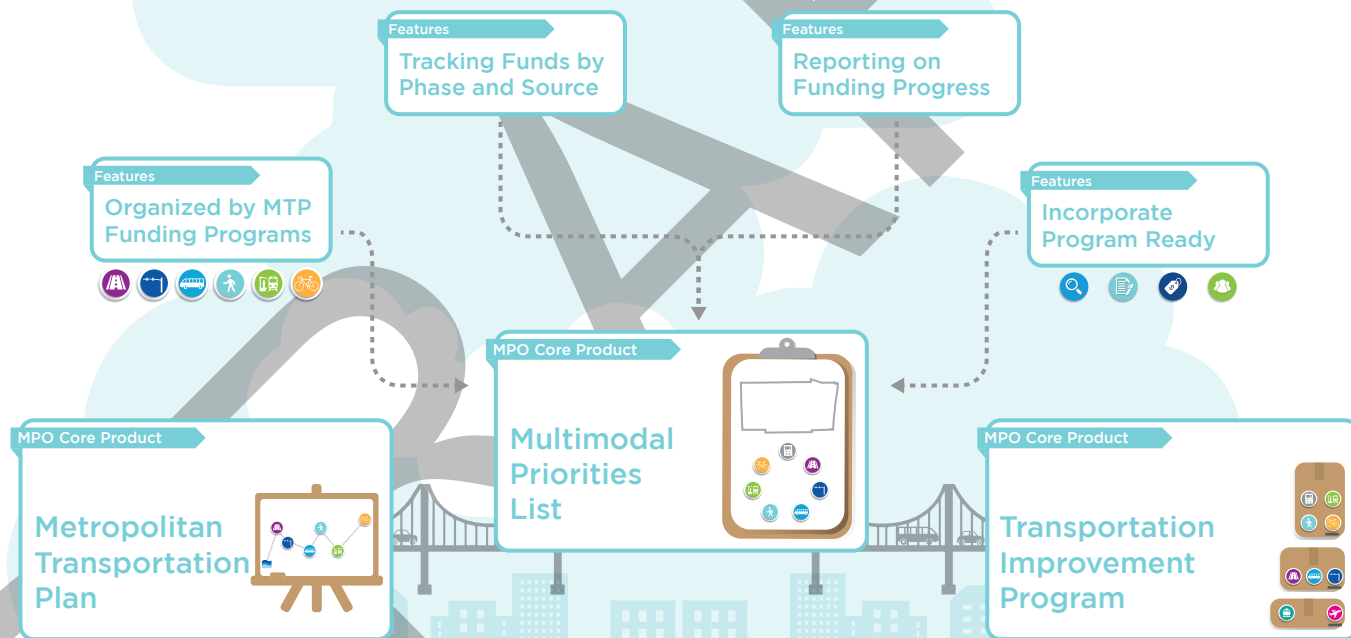 Features
Tracking Funds by
Phase and Source
Features
Reporting on
Funding Progress
Features
Organized by MTP
Funding Programs
Features
Incorporate
Program Ready
MPO Core Product
Multimodal
Priorities
List
MPO Core Product
Metropolitan
Transportation
Plan
MPO Core Product
Transportation
Improvement
Program